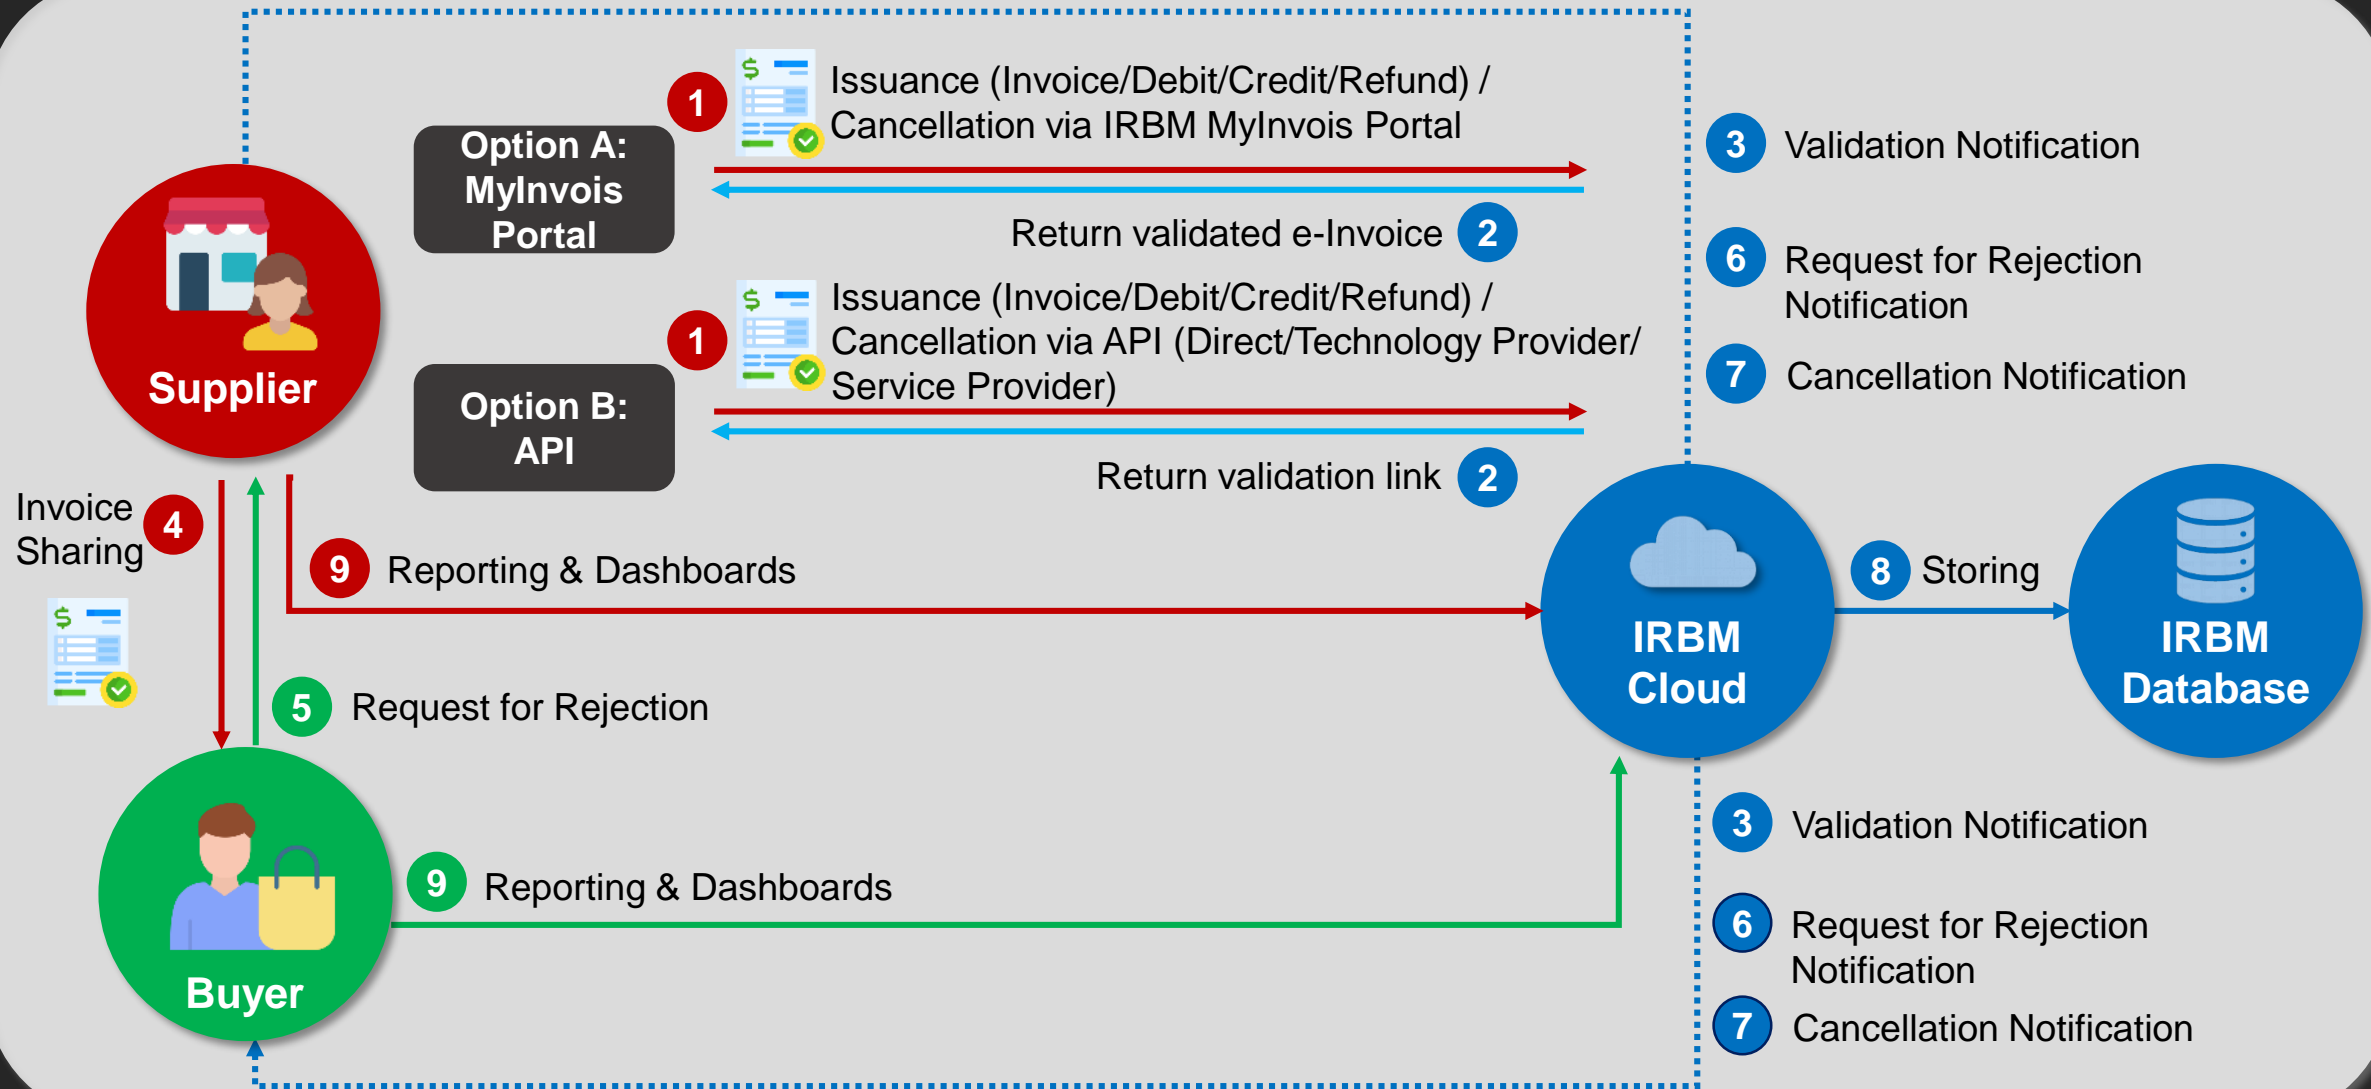 1
Issuance (Invoice/Debit/Credit/Refund) /
Cancellation via IRBM MyInvois Portal
Option A:
MyInvois
Portal
Return validated e-Invoice
2
3
Validation Notification
6
Request for Rejection
Notification
7
Cancellation Notification
Supplier
1
Issuance (Invoice/Debit/Credit/Refund) /
Cancellation via API (Direct/Technology Provider/
Service Provider)
Option B:
API
Return validation link
2
Invoice
Sharing
4
9
Reporting & Dashboards
IRBM
Cloud
8
Storing
IRBM
Database
5
Request for Rejection
Buyer
9
Reporting & Dashboards
3
Validation Notification
6
Request for Rejection
Notification
7
Cancellation Notification